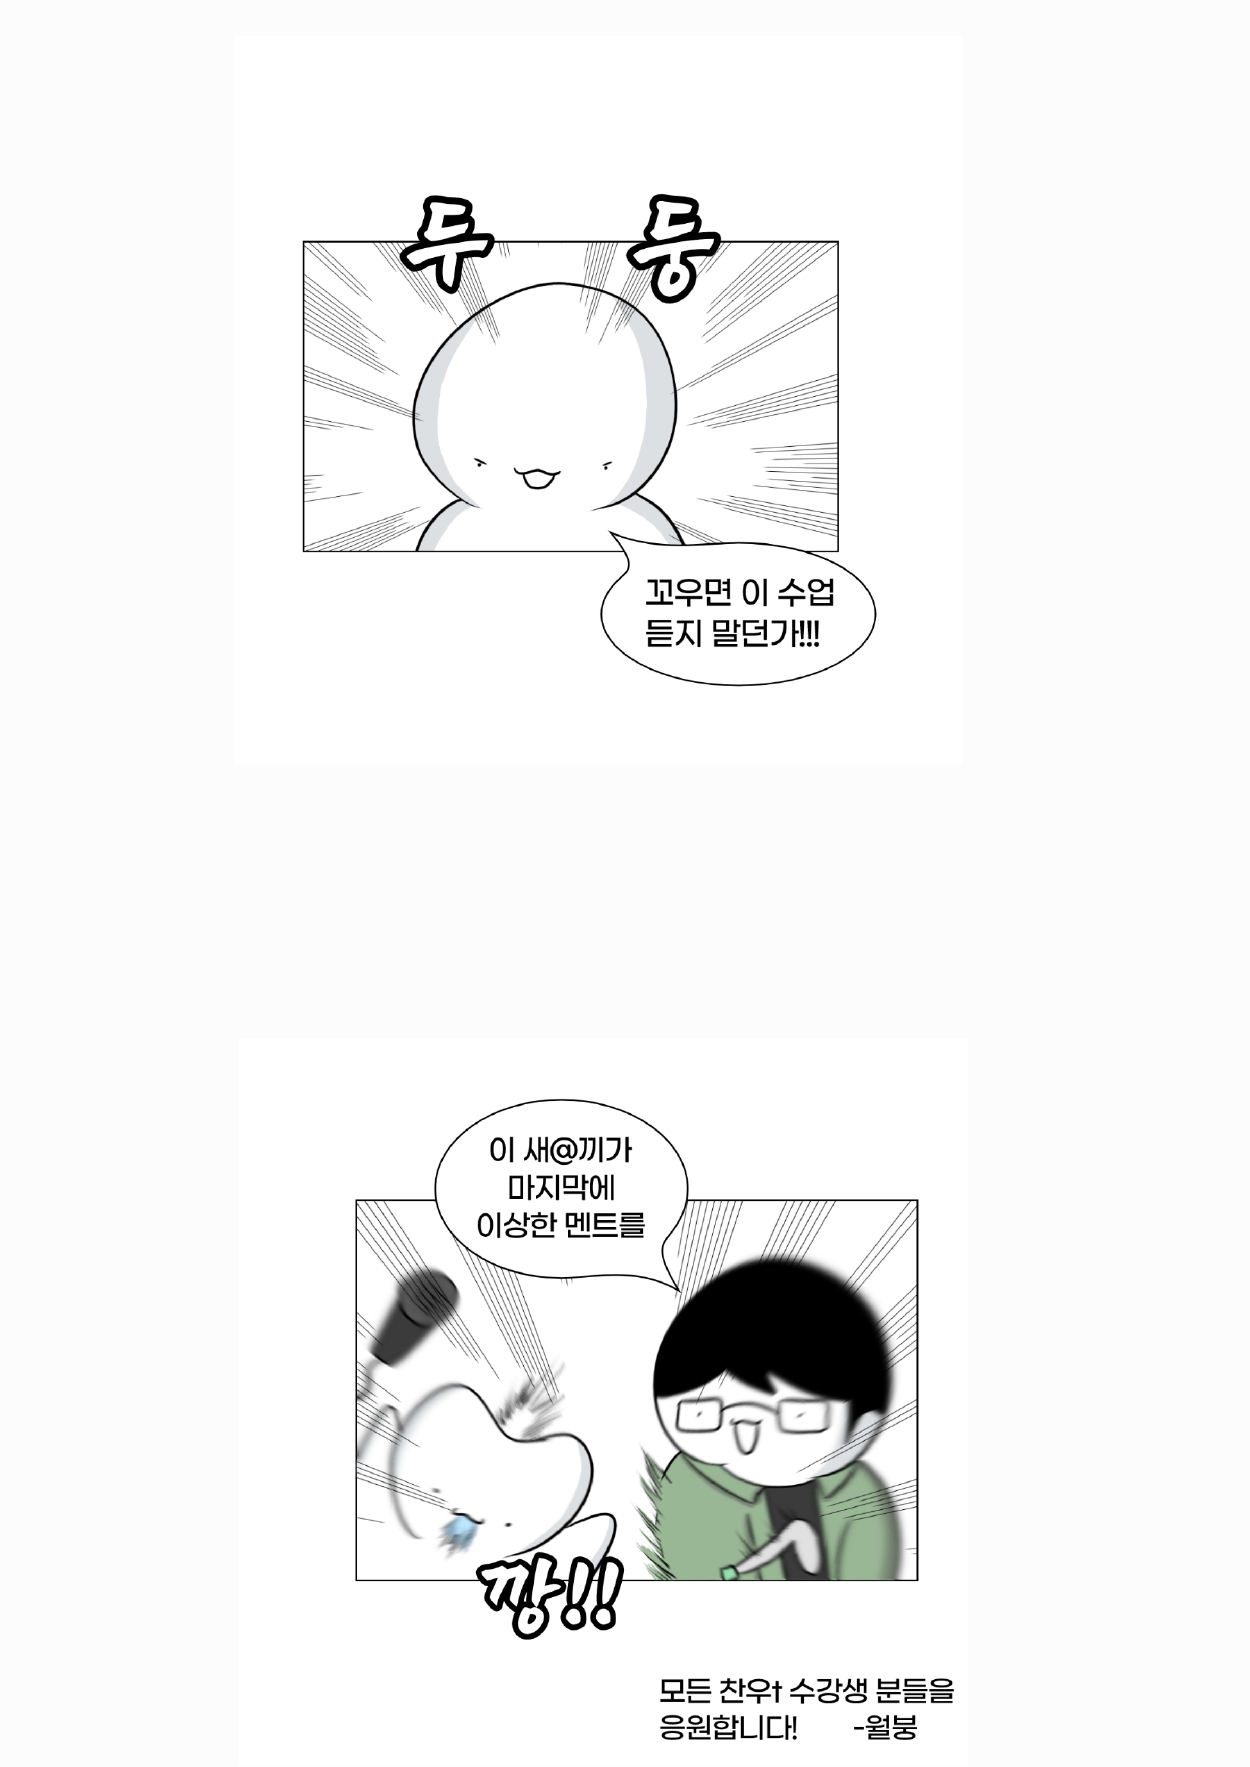 두 둥
꼬우면 이 수업
듣지 말던가!!!
이 새@끼가
마지막에
이상한 멘트를
깡!!
모든 찬우t 수강생 분들을
응원합니다! -월붕